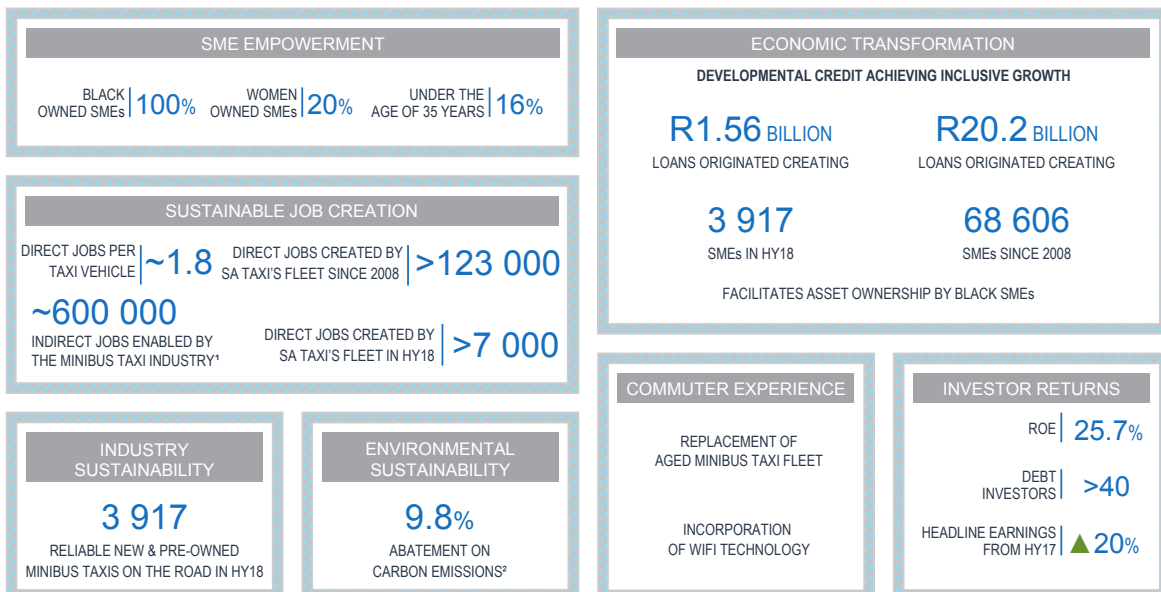 SME EMPOWERMENT
BLACK
OWNED SMEs
100%
WOMEN
OWNED SMEs
20%
UNDER THE
AGE OF 35 YEARS
16%
SUSTAINABLE JOB CREATION
DIRECT JOBS PER
TAXI VEHICLE
~1.8
DIRECT JOBS CREATED BY
SA TAXI'S FLEET SINCE 2008
>123 000
~600 000
INDIRECT JOBS ENABLED BY
THE MINIBUS TAXI INDUSTRY¹
DIRECT JOBS CREATED BY
SA TAXI'S FLEET IN HY18
>7 000
INDUSTRY
SUSTAINABILITY
3 917
RELIABLE NEW & PRE-OWNED
MINIBUS TAXIS ON THE ROAD IN HY18
ENVIRONMENTAL
SUSTAINABILITY
9.8%
ABATEMENT ON
CARBON EMISSIONS²
ECONOMIC TRANSFORMATION
DEVELOPMENTAL CREDIT ACHIEVING INCLUSIVE GROWTH
R1.56 BILLION
LOANS ORIGINATED CREATING
3 917
SMEs IN HY18
R20.2 BILLION
LOANS ORIGINATED CREATING
68 606
SMEs SINCE 2008
FACILITATES ASSET OWNERSHIP BY BLACK SMEs
COMMUTER EXPERIENCE
REPLACEMENT OF
AGED MINIBUS TAXI FLEET
INCORPORATION
OF WIFI TECHNOLOGY
INVESTOR RETURNS
ROE
25.7%
DEBT
INVESTORS
>40
HEADLINE EARNINGS
FROM HY17
▲20%